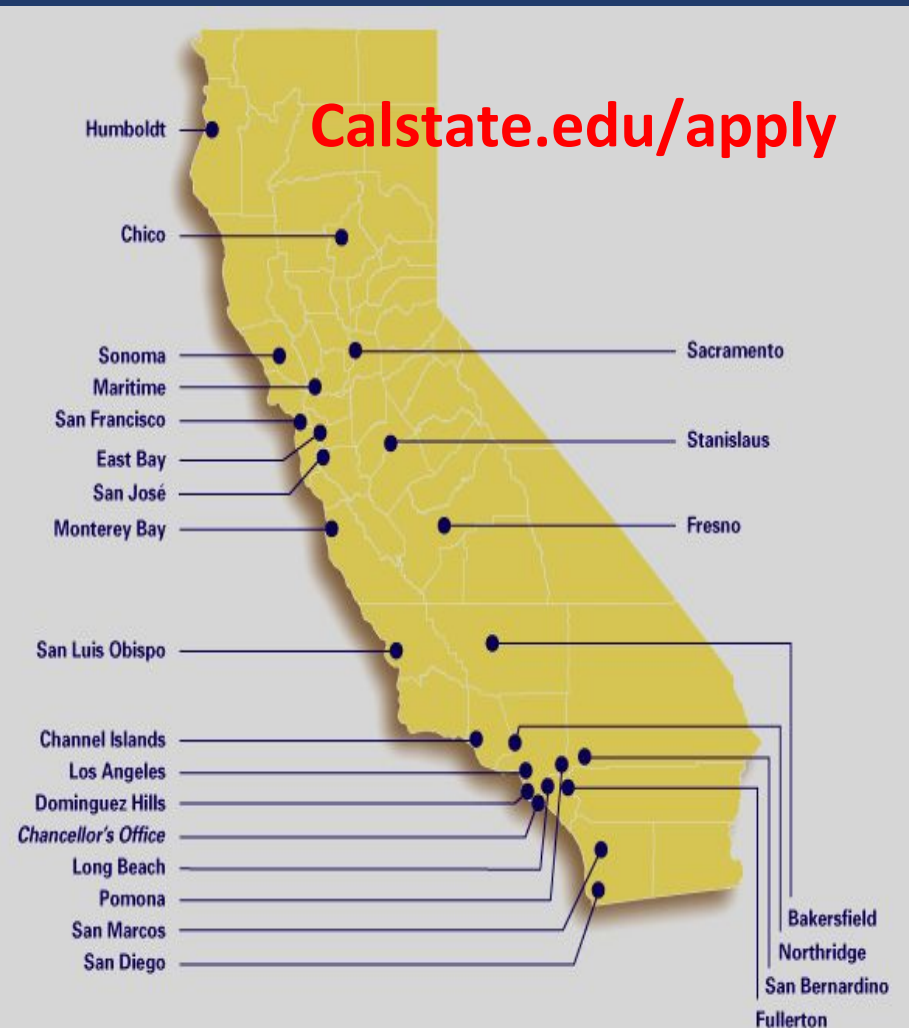 Calstate.edu/apply
Humboldt
Chico
Sonoma
Maritime
San Francisco
East Bay
San José
Monterey Bay
San Luis Obispo
Channel Islands
Los Angeles
Dominguez Hills
Chancellor's Office
Long Beach
Pomona
San Marcos
San Diego
Sacramento
Stanislaus
Fresno
Bakersfield
Northridge
San Bernardino
Fullerton